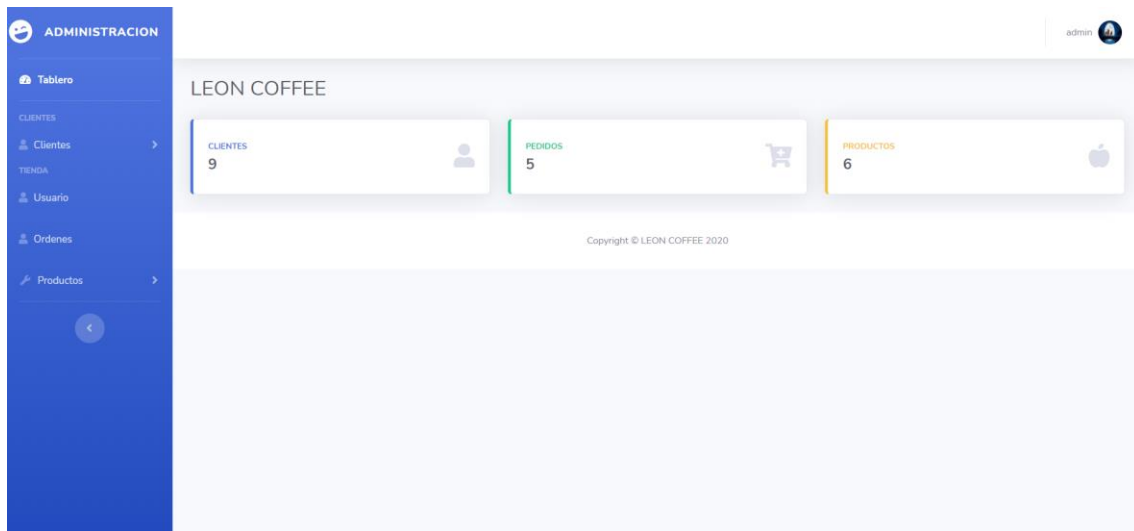 ADMINISTRACION
Tablero
CLIENTES
Clientes
TIENDA
Usuario
Ordenes
Productos
admin
LEON COFFEE
CLIENTES
9
PEDIDOS
5
PRODUCTOS
6
Copyright © LEON COFFEE 2020